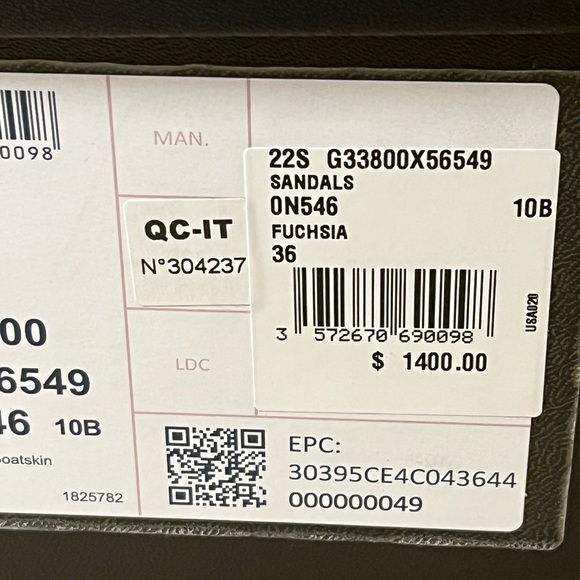 0098
MAN.
22S G33800X56549
SANDALS
0N546 10B
FUCHSIA
36
3 572670 690098
$ 1400.00
USA020
QC-IT
N°304237
00
6549
46 10B
oatskin
1825782
LDC
EPC:
30395CE4C043644
000000049